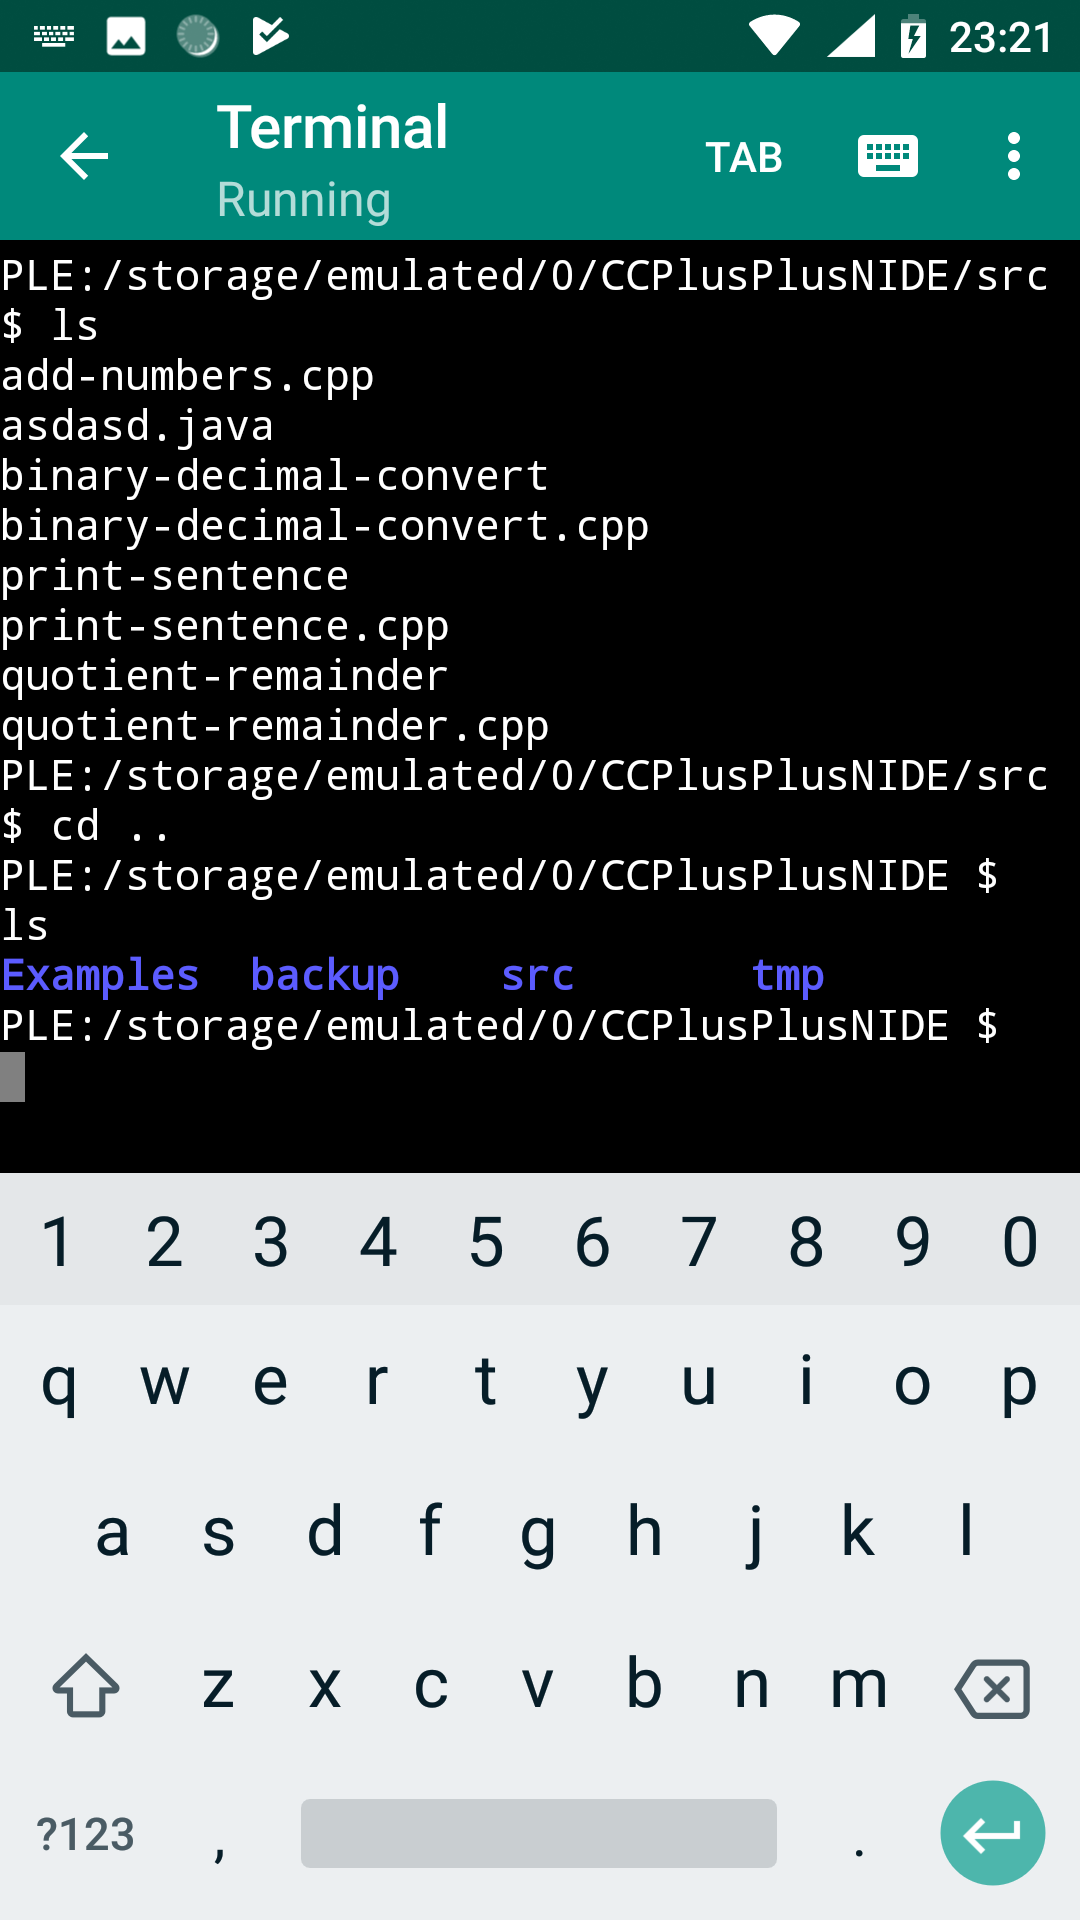 23:21
Terminal
Running
TAB
PLE:/storage/emulated/0/CCPlusPlusNIDE/src
$ ls
add-numbers.cpp
asdasd.java
binary-decimal-convert
binary-decimal-convert.cpp
print-sentence
print-sentence.cpp
quotient-remainder
quotient-remainder.cpp
PLE:/storage/emulated/0/CCPlusPlusNIDE/src
$ cd ..
PLE:/storage/emulated/0/CCPlusPlusNIDE $
ls
Examples backup src tmp
PLE:/storage/emulated/0/CCPlusPlusNIDE $
1 2 3 4 5 6 7 8 9 0
q w e r t y u i o p
a s d f g h j k l
z x c v b n m
?123 , .